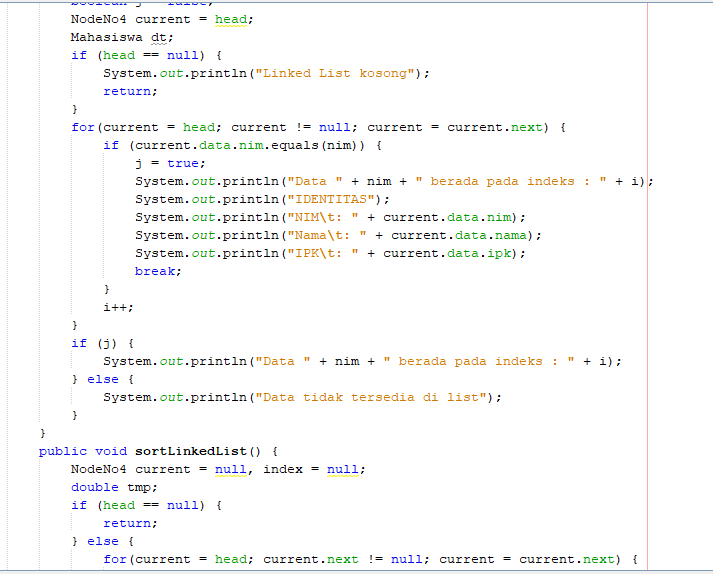 boolean j = false;
NodeNo4 current = head;
Mahasiswa dt;
if (head == null) {
System.out.println("Linked List kosong");
return;
}
for(current = head; current != null; current = current.next) {
if (current.data.nim.equals(nim)) {
j = true;
System.out.println("Data " + nim + " berada pada indeks : " + i);
System.out.println("IDENTITAS");
System.out.println("NIM\t: " + current.data.nim);
System.out.println("Nama\t: " + current.data.nama);
System.out.println("IPK\t: " + current.data.ipk);
break;
}
i++;
}
if (j) {
System.out.println("Data " + nim + " berada pada indeks : " + i);
} else {
System.out.println("Data tidak tersedia di list");
}
}
public void sortLinkedList() {
NodeNo4 current = null, index = null;
double tmp;
if (head == null) {
return;
} else {
for(current = head; current.next != null; current = current.next) {